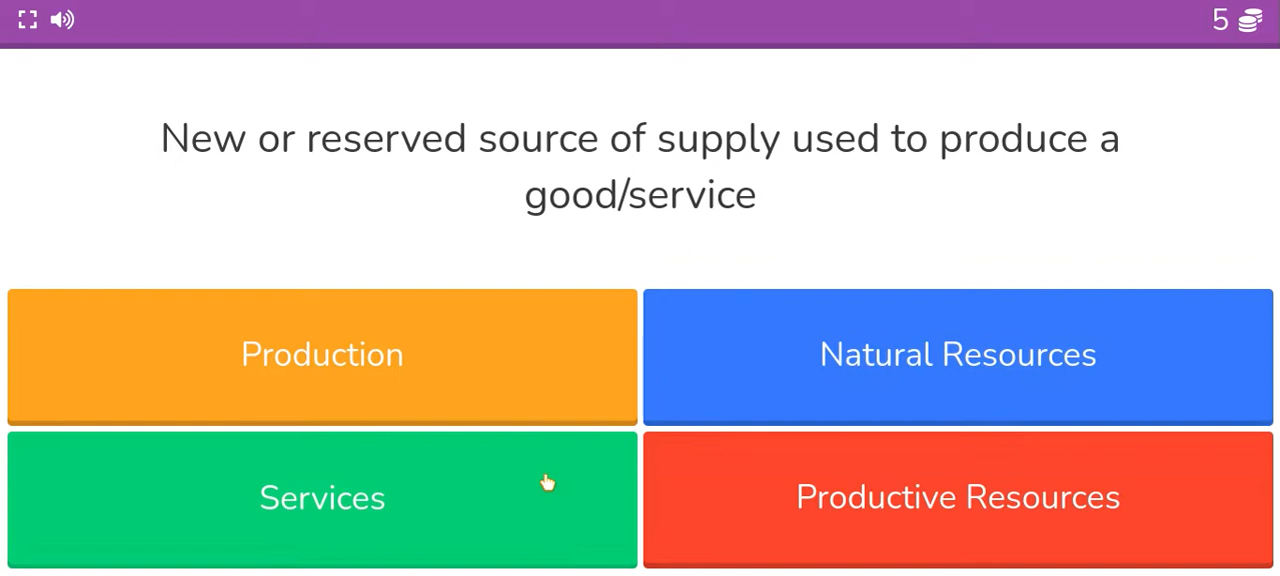 5
New or reserved source of supply used to produce a
good/service
Production
Natural Resources
Services
Productive Resources